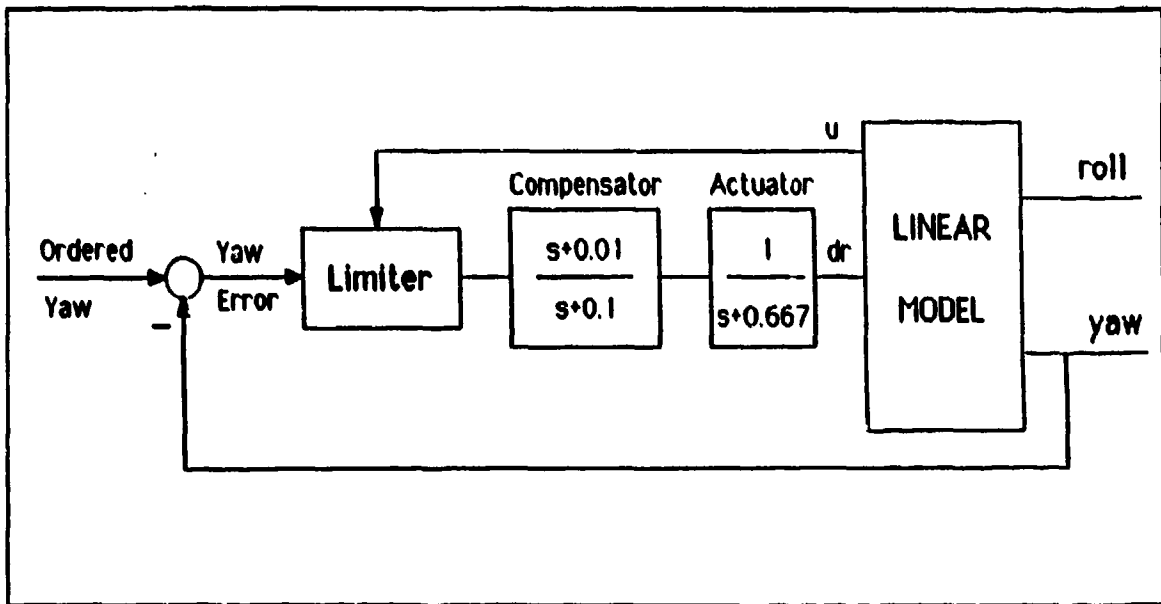 u
roll
Compensator
Actuator
Ordered
Yaw
Yaw
Error
−
Limiter
s+0.01
s+0.1
1
s+0.667
dr
LINEAR
MODEL
yaw